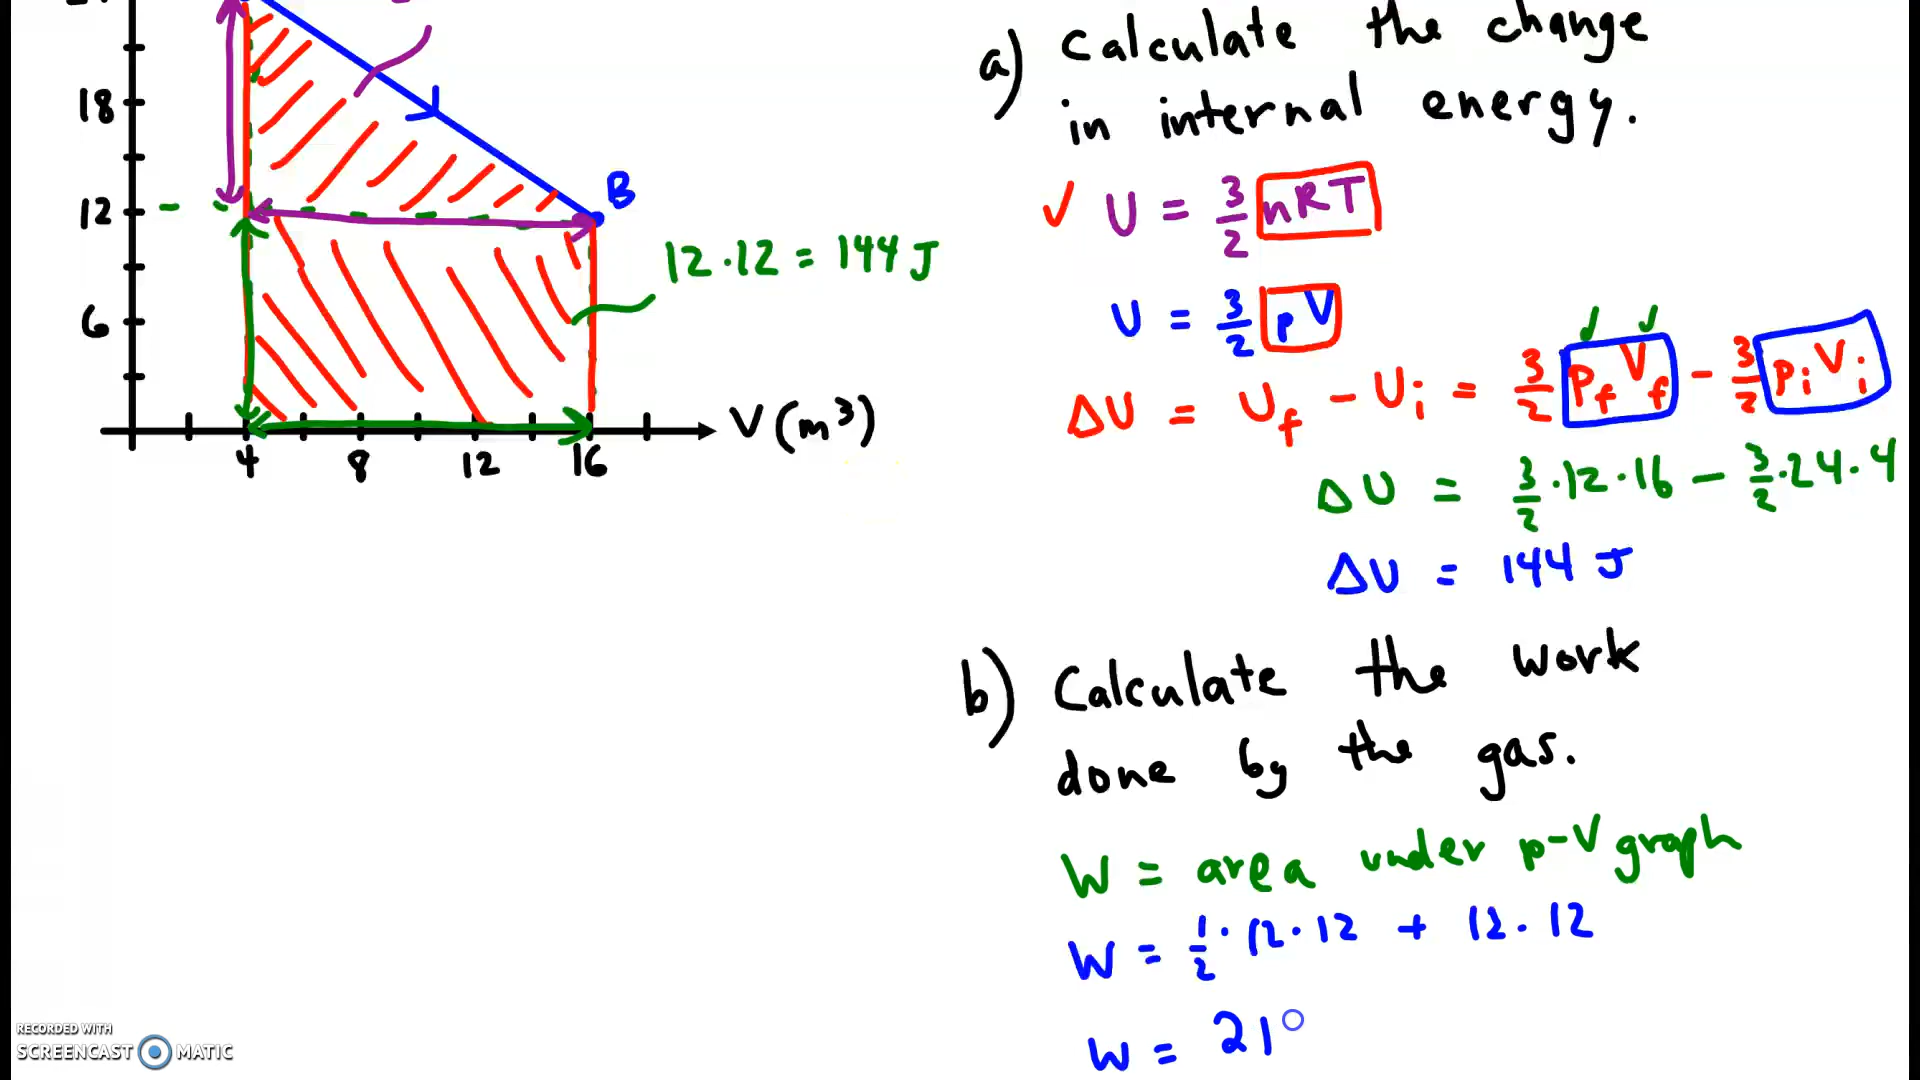 18
12
6
4 8 12 16
V (m³)
B
12·12 = 144 J
a) Calculate the change
in internal energy.
✓ U = 3/2 nRT
U = 3/2 pV
ΔU = U_f - U_i = 3/2 p_f V_f - 3/2 p_i V_i
ΔU = 3/2·12·16 - 3/2·24·4
ΔU = 144 J
b) Calculate the work
done by the gas.
W = area under p-V graph
W = 1/2·12·12 + 12·12
W = 21
RECORDED WITH
SCREENCAST MATIC